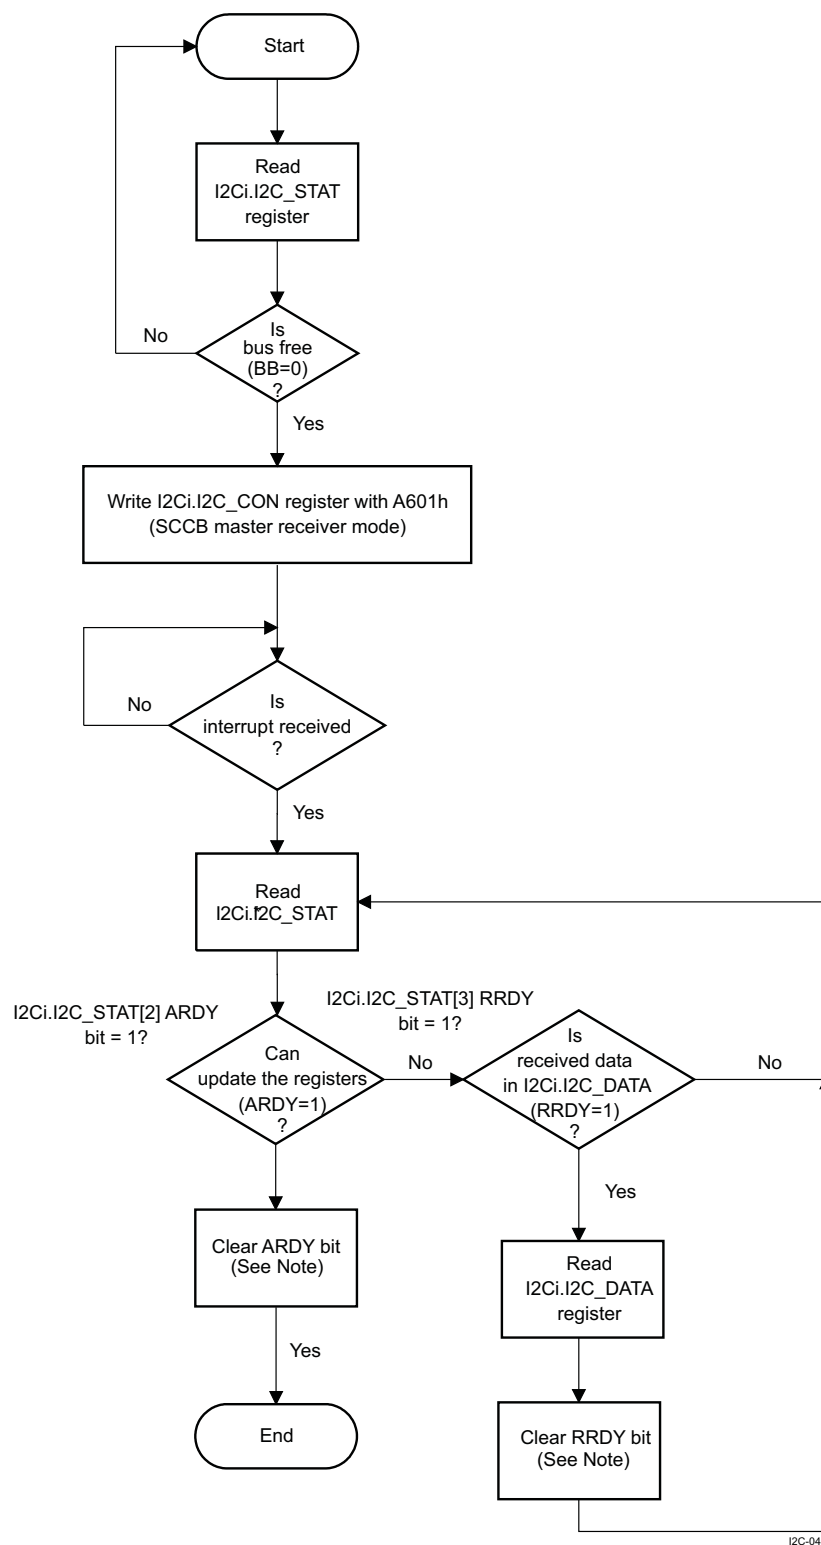 Start
Read
I2Ci.I2C_STAT
register
No
Is
bus free
(BB=0)
?
Yes
Write I2Ci.I2C_CON register with A601h
(SCCB master receiver mode)
No
Is
interrupt received
?
Yes
Read
I2Ci.I2C_STAT
I2Ci.I2C_STAT[2] ARDY
bit = 1?
I2Ci.I2C_STAT[3] RRDY
bit = 1?
Can
update the registers
(ARDY=1)
?
No
Is
received data
in I2Ci.I2C_DATA
(RRDY=1)
?
No
Yes
Clear ARDY bit
(See Note)
Read
I2Ci.I2C_DATA
register
Yes
End
Clear RRDY bit
(See Note)
I2C-04